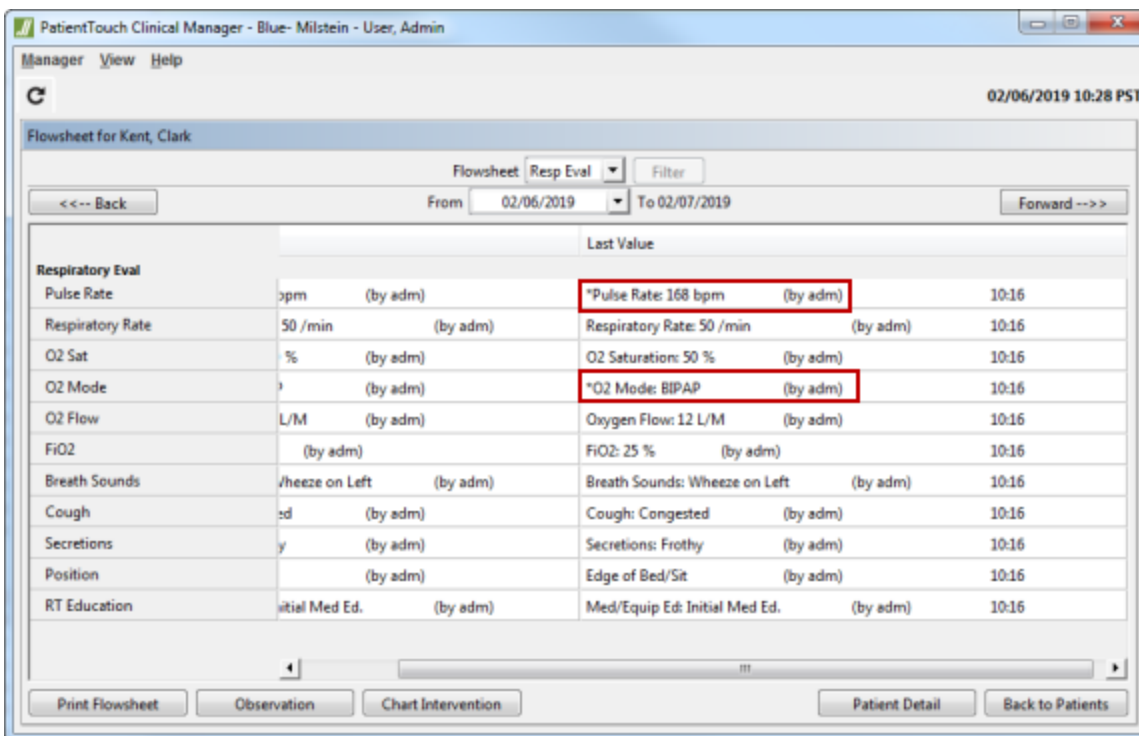 PatientTouch Clinical Manager - Blue- Milstein - User, Admin
Manager View Help
02/06/2019 10:28 PST
Flowsheet for Kent, Clark
Flowsheet Resp Eval Filter
<<-- Back From 02/06/2019 To 02/07/2019 Forward -->>
Last Value
Respiratory Eval
Pulse Rate (by adm) *Pulse Rate: 168 bpm (by adm) 10:16
Respiratory Rate 50 /min (by adm) Respiratory Rate: 50 /min (by adm) 10:16
O2 Sat % (by adm) O2 Saturation: 50 % (by adm) 10:16
O2 Mode (by adm) *O2 Mode: BIPAP (by adm) 10:16
O2 Flow L/M (by adm) Oxygen Flow: 12 L/M (by adm) 10:16
FiO2 (by adm) FiO2: 25 % (by adm) 10:16
Breath Sounds on Left (by adm) Breath Sounds: Wheeze on Left (by adm) 10:16
Cough (by adm) Cough: Congested (by adm) 10:16
Secretions (by adm) Secretions: Frothy (by adm) 10:16
Position (by adm) Edge of Bed/Sit (by adm) 10:16
RT Education Med Ed. (by adm) Med/Equip Ed: Initial Med Ed. (by adm) 10:16
Print Flowsheet Observation Chart Intervention Patient Detail Back to Patients